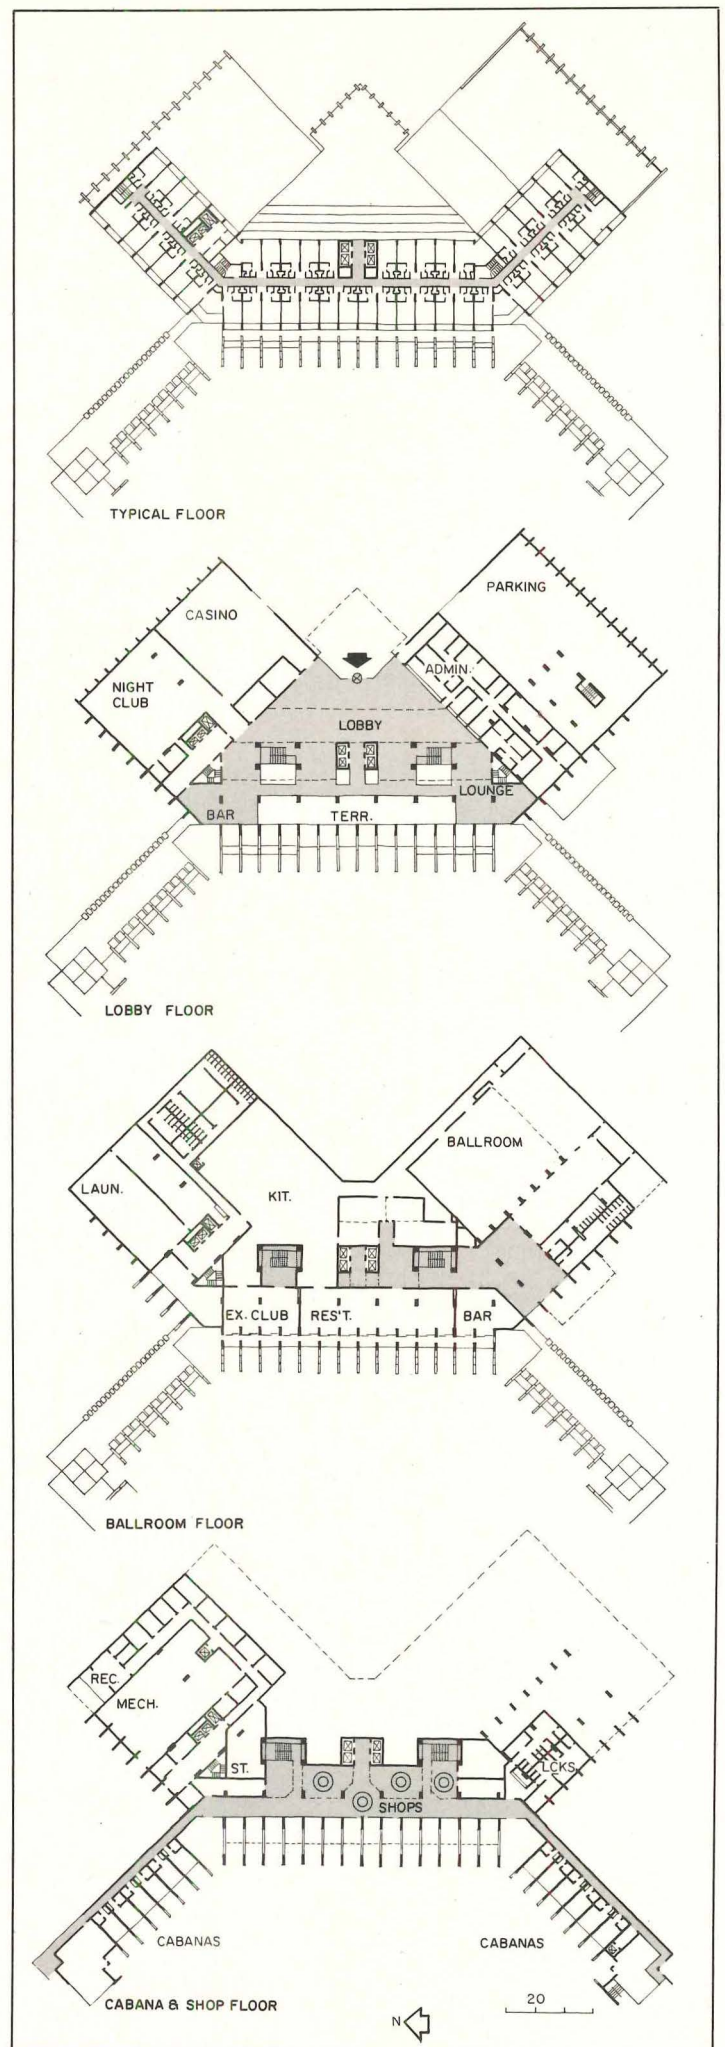 TYPICAL FLOOR
PARKING
CASINO
ADMIN.
NIGHT
CLUB
LOBBY
LOUNGE
BAR
TERR.
LOBBY FLOOR
BALLROOM
LAUN.
KIT.
EX. CLUB
RES'T.
BAR
BALLROOM FLOOR
REC.
MECH.
ST.
LCKS.
SHOPS
CABANAS
CABANAS
CABANA & SHOP FLOOR
20
N